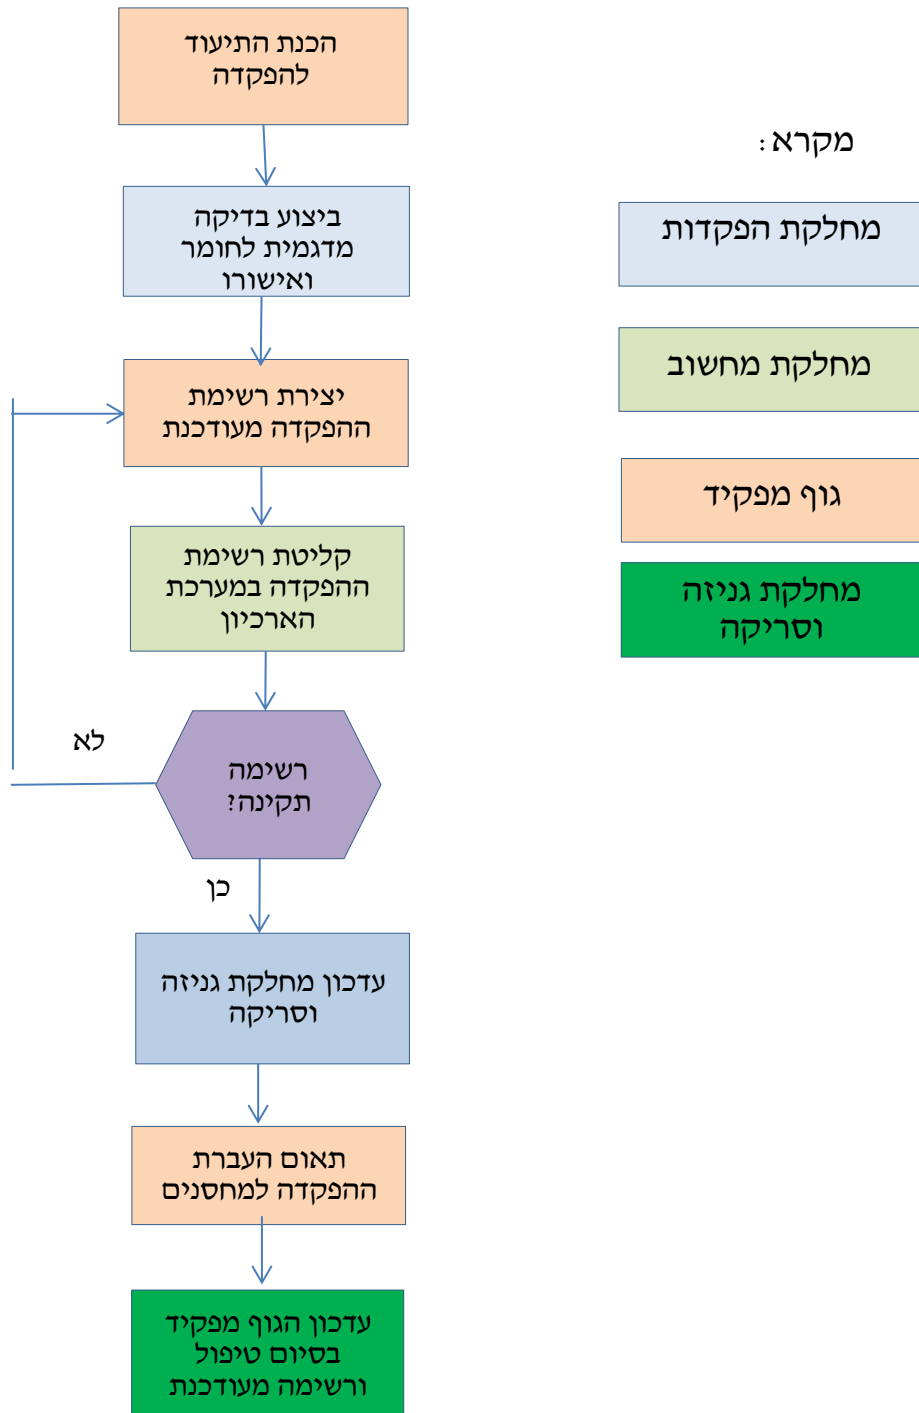 הכנת התיעוד
להפקדה
ביצוע בדיקה
מדגמית לחומר
ואישורו
יצירת רשימת
ההפקדה מעודכנת
קליטת רשימת
ההפקדה במערכת
הארכיון
רשימה
תקינה?
לא
כן
עדכון מחלקת גניזה
וסריקה
תאום העברת
ההפקדה למחסנים
עדכון הגוף מפקיד
בסיום טיפול
ורשימה מעודכנת
מקרא:
מחלקת הפקדות
מחלקת מחשוב
גוף מפקיד
מחלקת גניזה
וסריקה